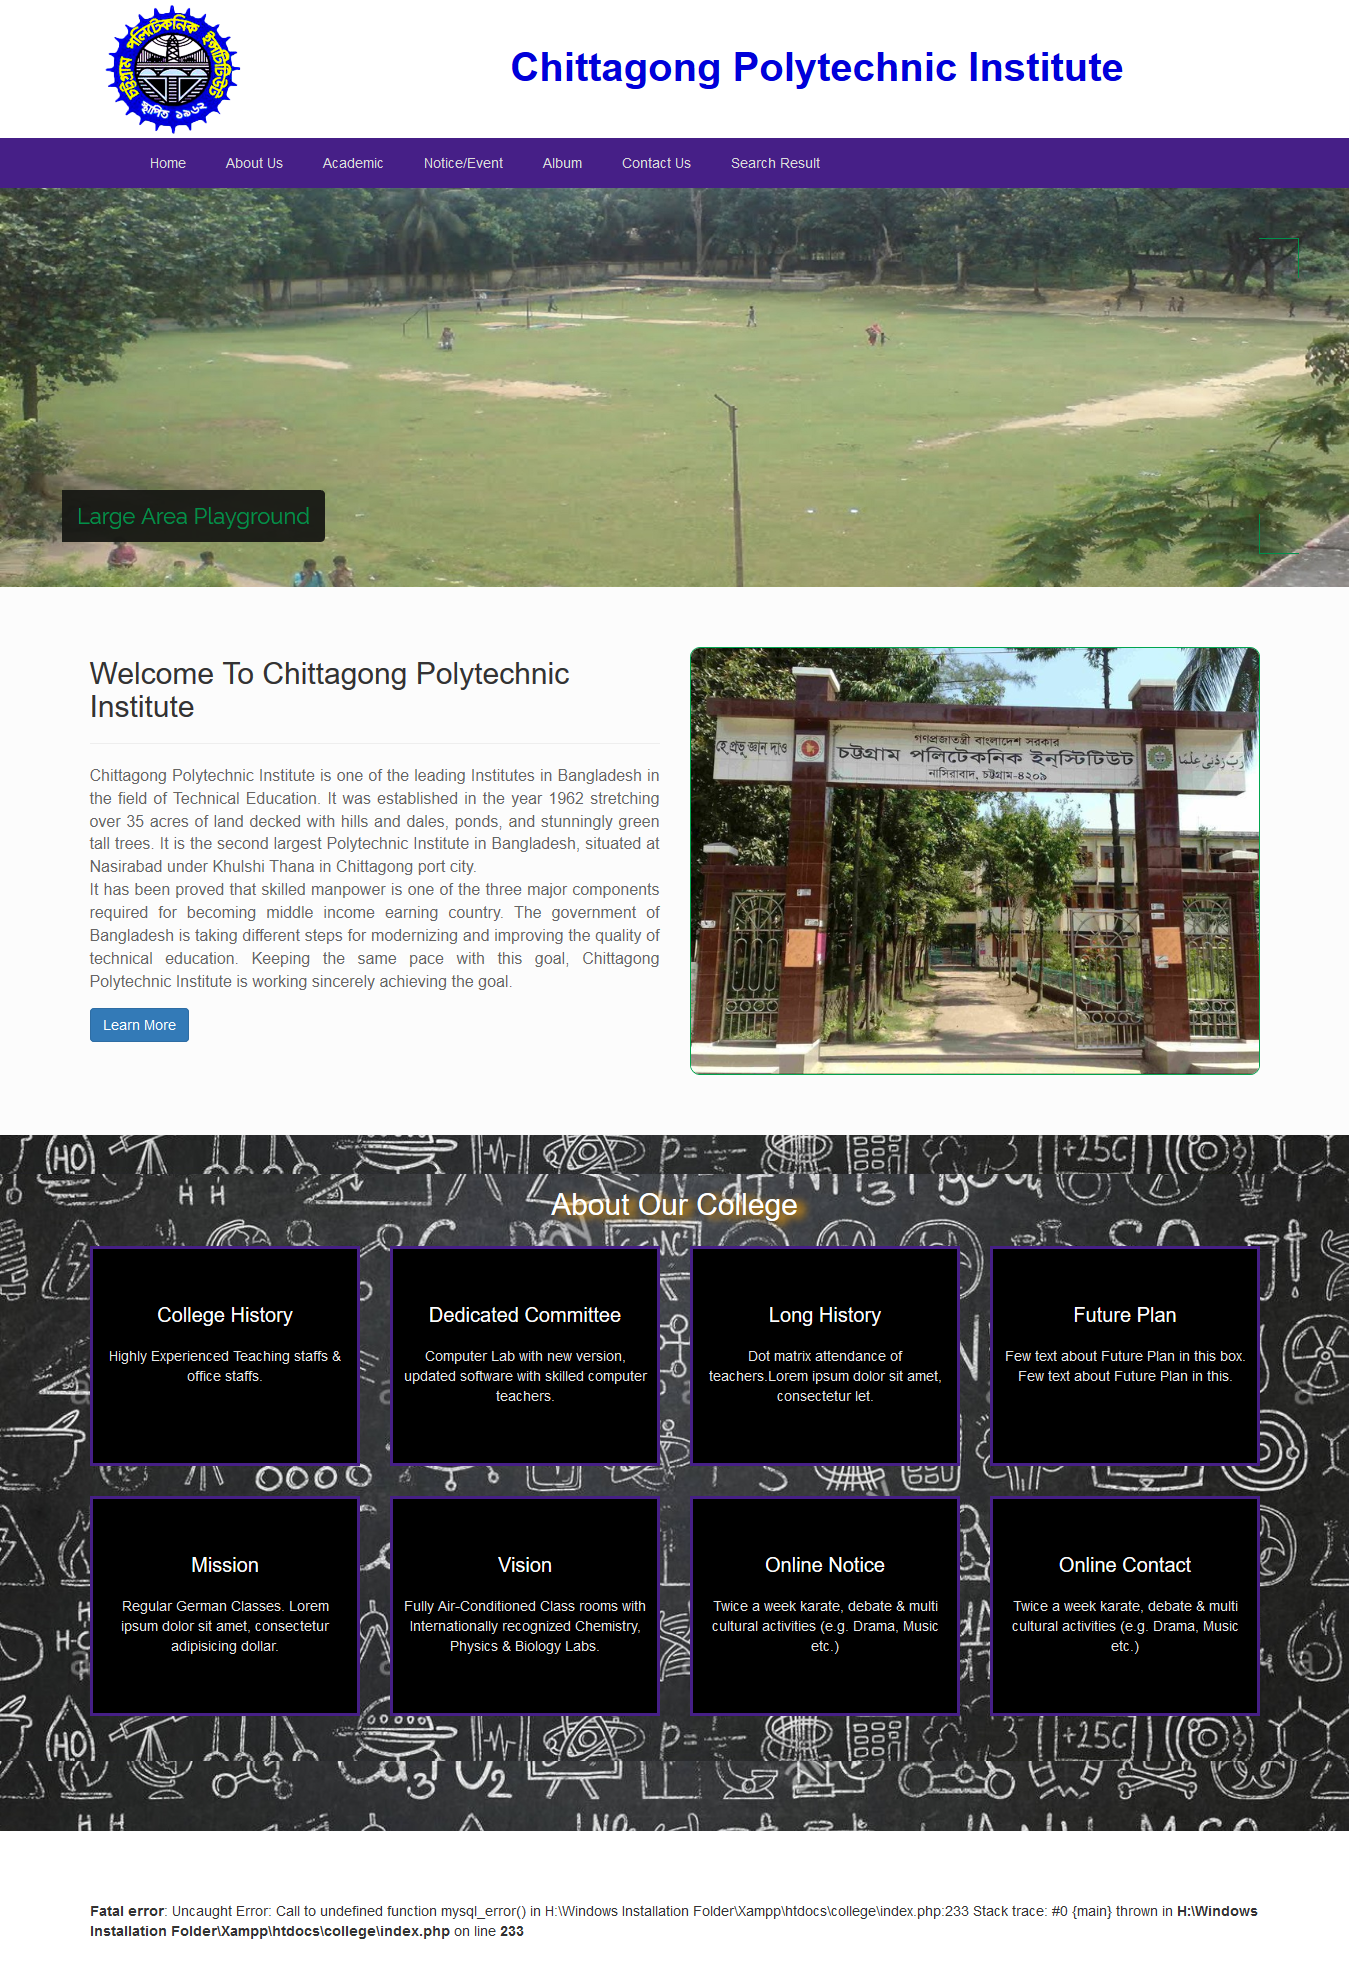 চট্টগ্রাম পলিটেকনিক ইন্সটিটিউট
স্থাপিত ১৯৬২
Chittagong Polytechnic Institute
Home About Us Academic Notice/Event Album Contact Us Search Result
Large Area Playground
Welcome To Chittagong Polytechnic
Institute
Chittagong Polytechnic Institute is one of the leading Institutes in Bangladesh in
the field of Technical Education. It was established in the year 1962 stretching
over 35 acres of land decked with hills and dales, ponds, and stunningly green
tall trees. It is the second largest Polytechnic Institute in Bangladesh, situated at
Nasirabad under Khulshi Thana in Chittagong port city.
It has been proved that skilled manpower is one of the three major components
required for becoming middle income earning country. The government of
Bangladesh is taking different steps for modernizing and improving the quality of
technical education. Keeping the same pace with this goal, Chittagong
Polytechnic Institute is working sincerely achieving the goal.
Learn More
গণপ্রজাতন্ত্রী বাংলাদেশ সরকার
হে প্রভু জ্ঞান দাও
চট্টগ্রাম পলিটেকনিক ইন্‌স্টিটিউট
رَبِّ زِدْنِي عِلْمًا
নাসিরাবাদ, চট্টগ্রাম-৪২০৯
About Our College
College History
Highly Experienced Teaching staffs &
office staffs.
Dedicated Committee
Computer Lab with new version,
updated software with skilled computer
teachers.
Long History
Dot matrix attendance of
teachers.Lorem ipsum dolor sit amet,
consectetur let.
Future Plan
Few text about Future Plan in this box.
Few text about Future Plan in this.
Mission
Regular German Classes. Lorem
ipsum dolor sit amet, consectetur
adipisicing dollar.
Vision
Fully Air-Conditioned Class rooms with
Internationally recognized Chemistry,
Physics & Biology Labs.
Online Notice
Twice a week karate, debate & multi
cultural activities (e.g. Drama, Music
etc.)
Online Contact
Twice a week karate, debate & multi
cultural activities (e.g. Drama, Music
etc.)
Fatal error: Uncaught Error: Call to undefined function mysql_error() in H:\Windows Installation Folder\Xampp\htdocs\college\index.php:233 Stack trace: #0 {main} thrown in H:\Windows
Installation Folder\Xampp\htdocs\college\index.php on line 233